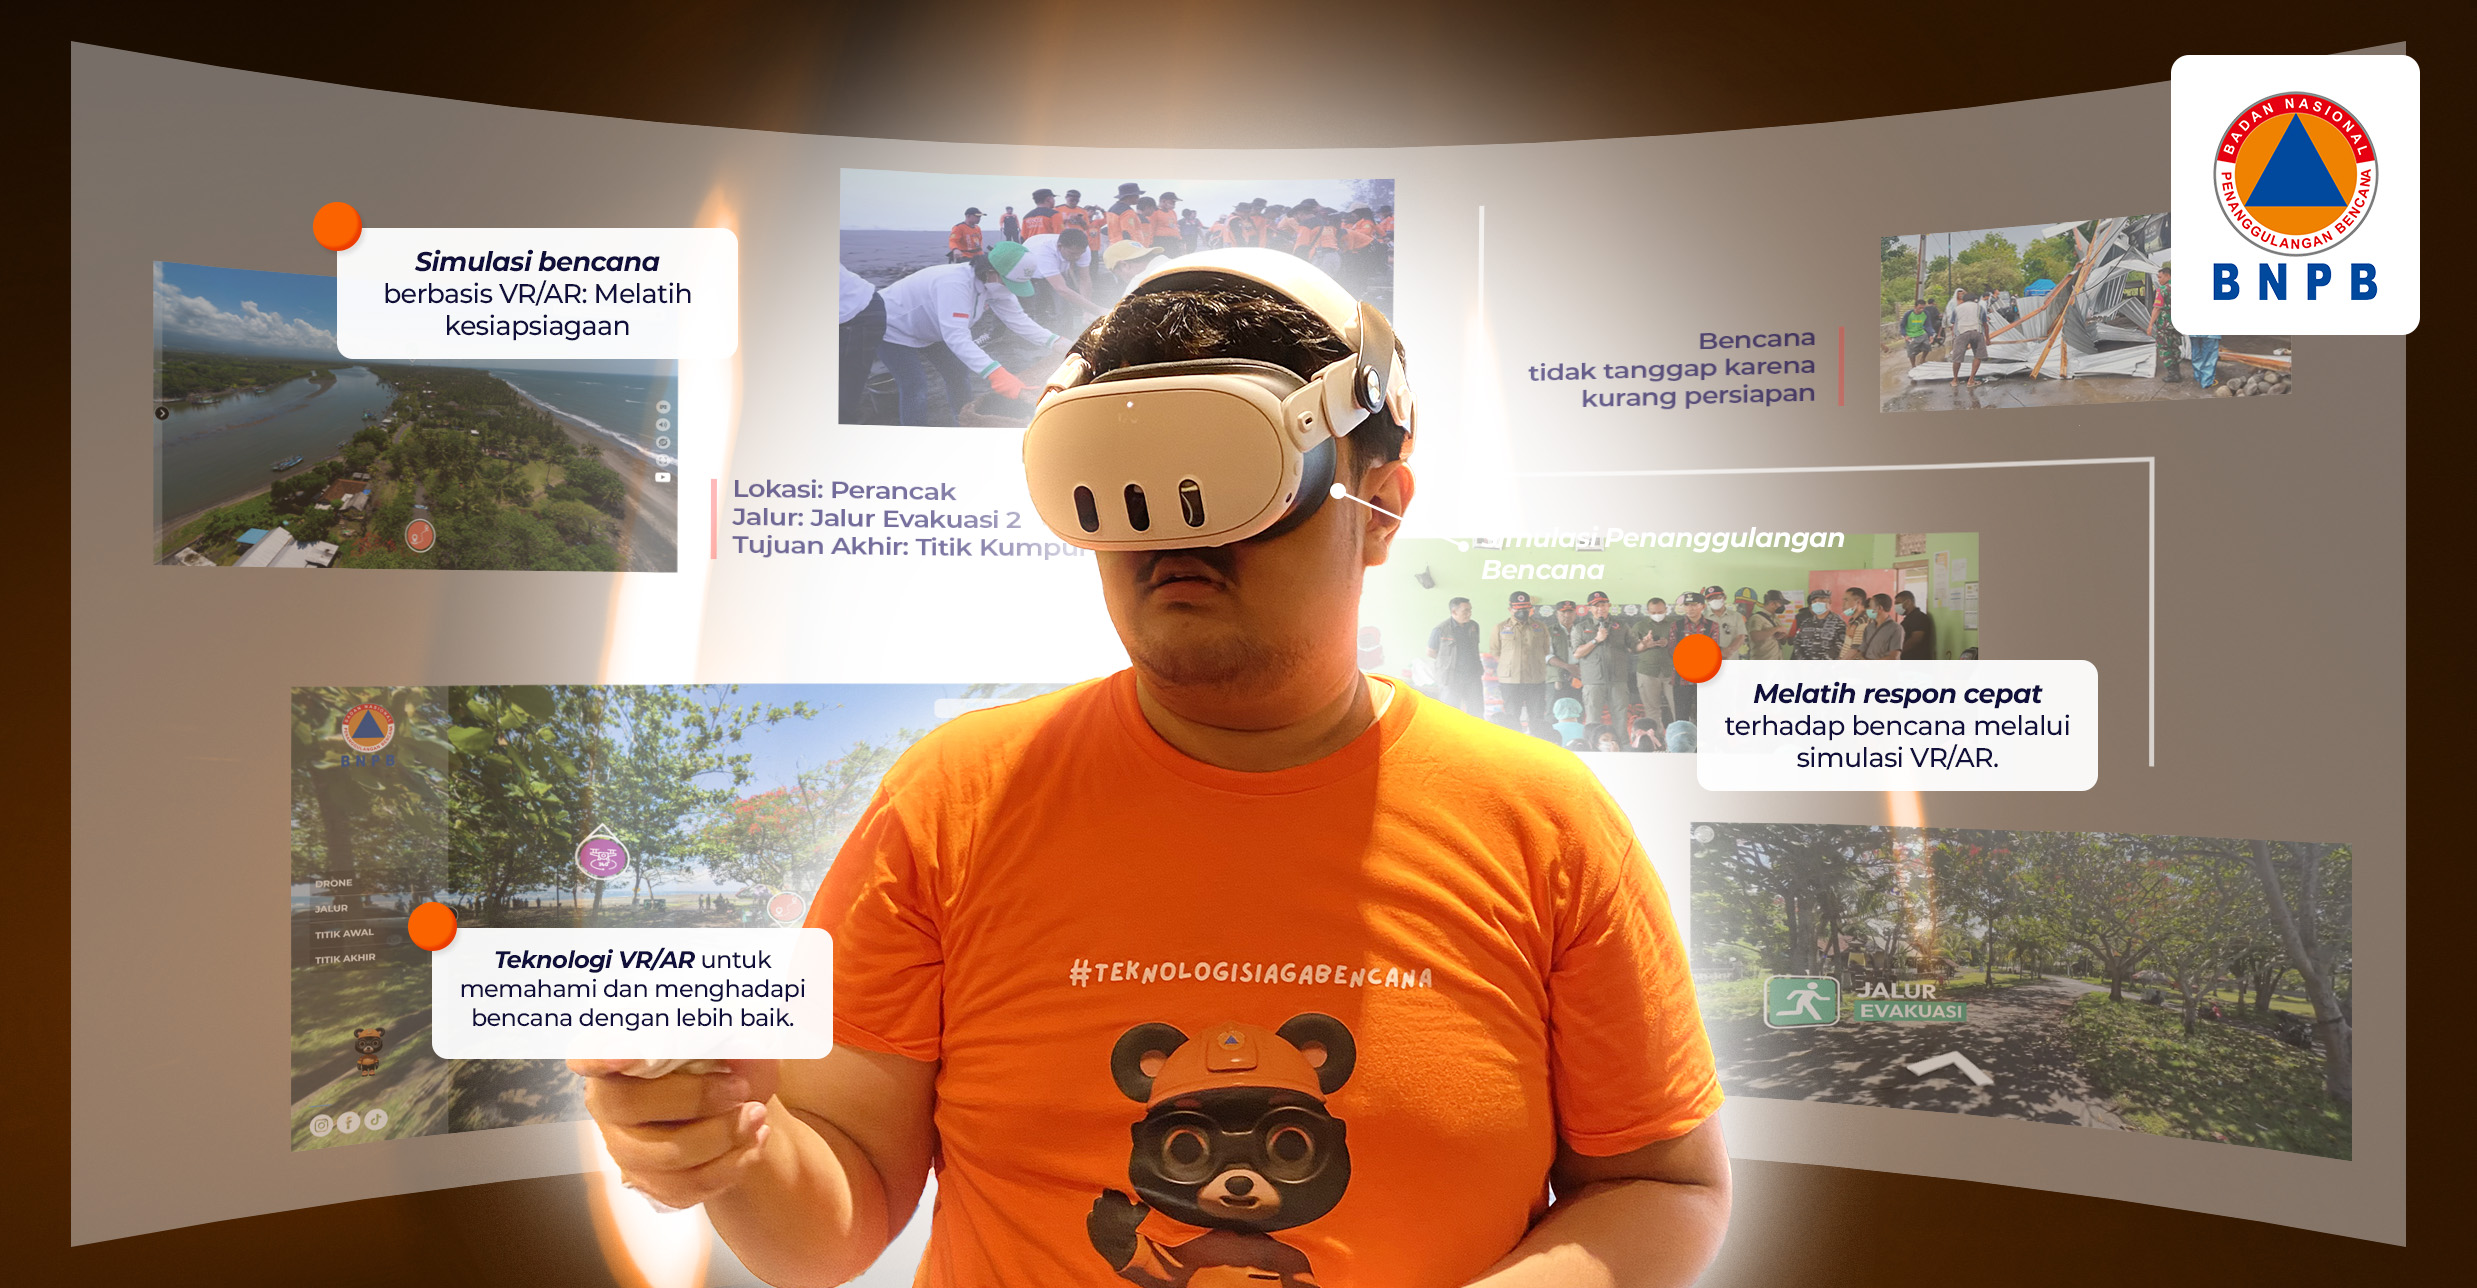 BADAN NASIONAL
PENANGGULANGAN BENCANA
BNPB
Simulasi bencana
berbasis VR/AR: Melatih
kesiapsiagaan
Bencana
tidak tanggap karena
kurang persiapan
Lokasi: Perancak
Jalur: Jalur Evakuasi 2
Tujuan Akhir: Titik Kumpul
Simulasi Penanggulangan
Bencana
Melatih respon cepat
terhadap bencana melalui
simulasi VR/AR.
BNPB
DRONE
JALUR
TITIK AWAL
TITIK AKHIR
Teknologi VR/AR untuk
memahami dan menghadapi
bencana dengan lebih baik.
#TEKNOLOGISIAGABENCANA
JALUR
EVAKUASI